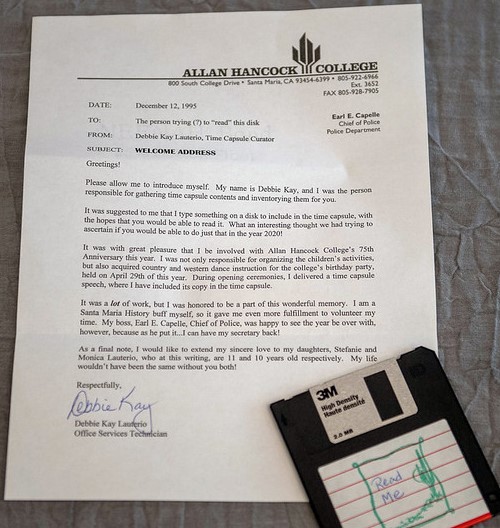 ALLAN HANCOCK COLLEGE
800 South College Drive • Santa Maria, CA 93454-6399 • 805-922-6966
Ext. 3652
FAX 805-928-7905
Earl E. Capelle
Chief of Police
Police Department
DATE: December 12, 1995
TO: The person trying (?) to "read" this disk
FROM: Debbie Kay Lauterio, Time Capsule Curator
SUBJECT: WELCOME ADDRESS
Greetings!
Please allow me to introduce myself. My name is Debbie Kay, and I was the person
responsible for gathering time capsule contents and inventorying them for you.
It was suggested to me that I type something on a disk to include in the time capsule, with
the hopes that you would be able to read it. What an interesting thought we had trying to
ascertain if you would be able to do just that in the year 2020!
It was with great pleasure that I be involved with Allan Hancock College's 75th
Anniversary this year. I was not only responsible for organizing the children's activities,
but also acquired country and western dance instruction for the college's birthday party,
held on April 29th of this year. During opening ceremonies, I delivered a time capsule
speech, where I have included its copy in the time capsule.
It was a lot of work, but I was honored to be a part of this wonderful memory. I am a
Santa Maria History buff myself, so it gave me even more fulfillment to volunteer my
time. My boss, Earl E. Capelle, Chief of Police, was happy to see the year be over with,
however, because as he put it...I can have my secretary back!
As a final note, I would like to extend my sincere love to my daughters, Stefanie and
Monica Lauterio, who at this writing, are 11 and 10 years old respectively. My life
wouldn't have been the same without you both!
Respectfully,
Debbie Kay
Debbie Kay Lauterio
Office Services Technician
3M
High Density
Haute densité
2.0 MB
Read
Me